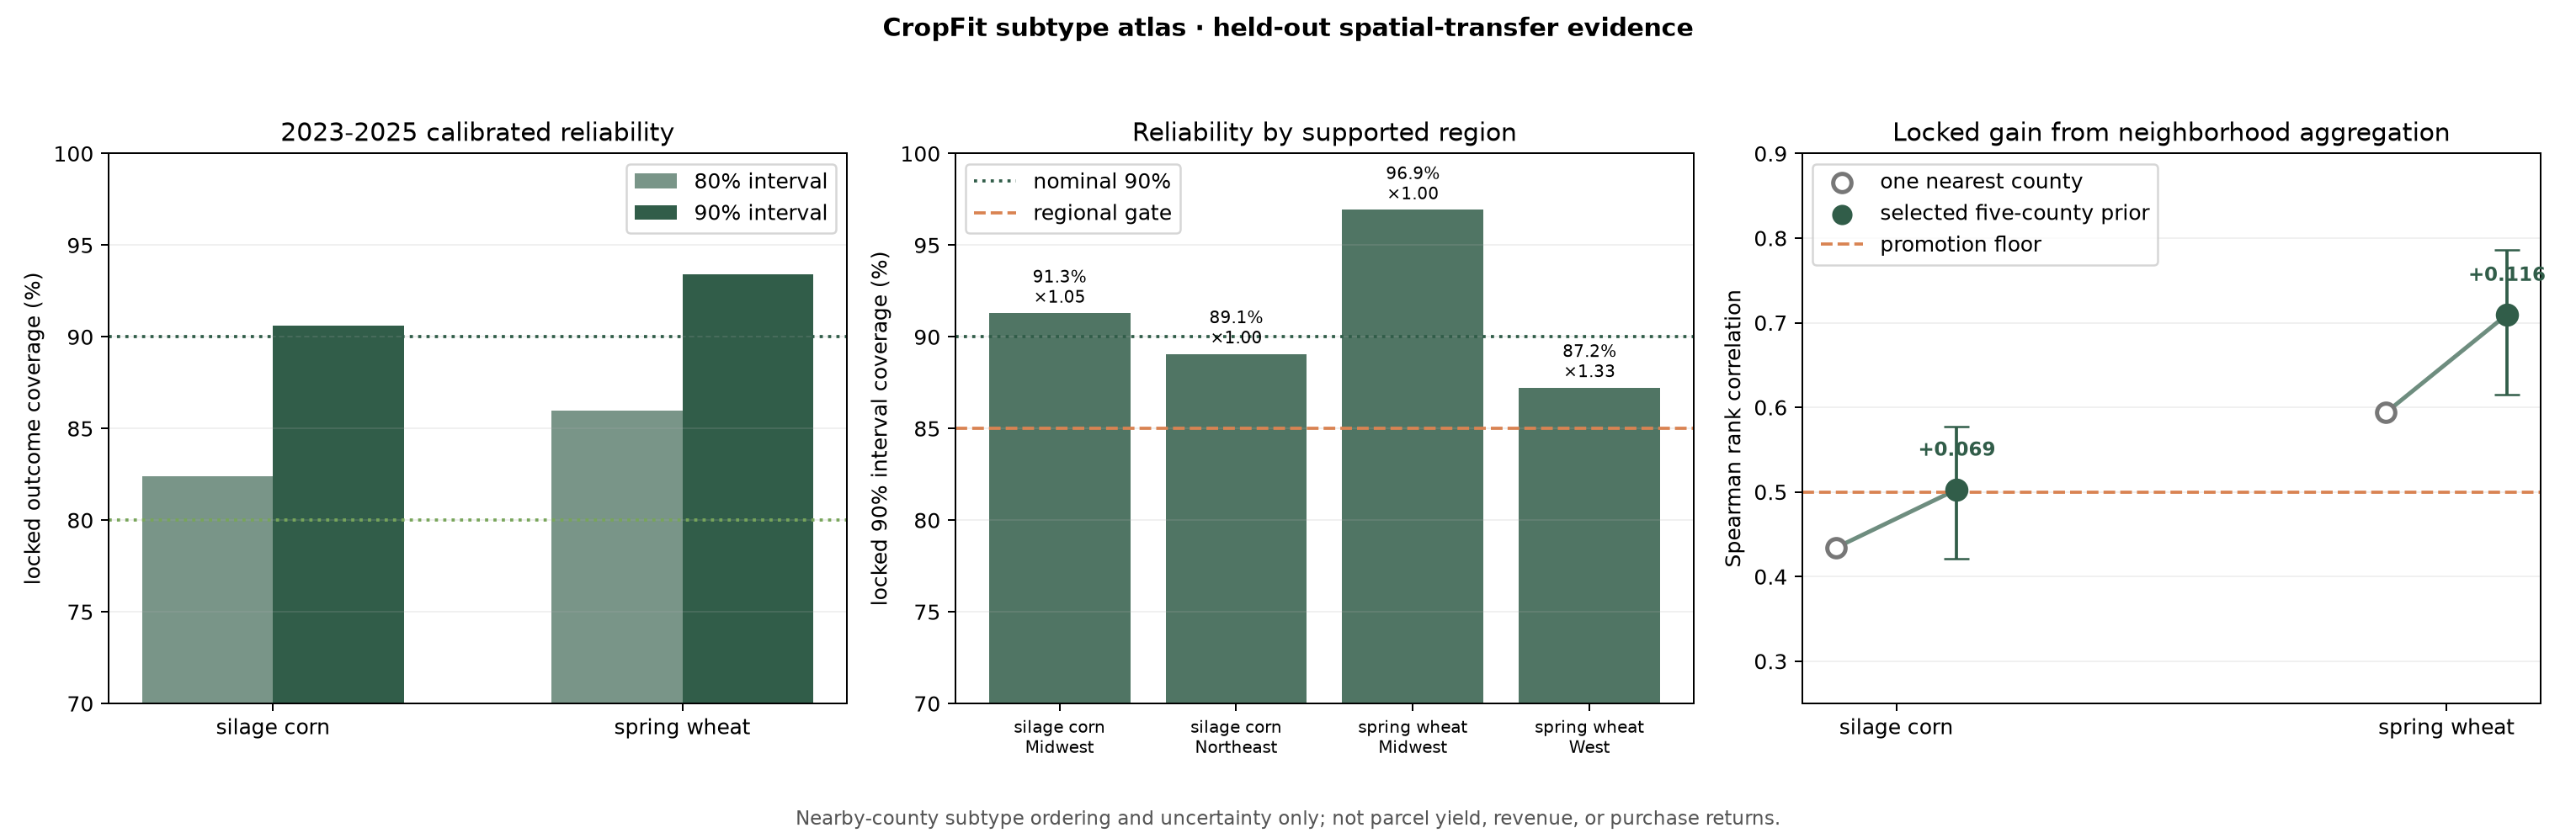 CropFit subtype atlas · held-out spatial-transfer evidence
2023-2025 calibrated reliability
locked outcome coverage (%)
100
95
90
85
80
75
70
80% interval
90% interval
silage corn
spring wheat
Reliability by supported region
locked 90% interval coverage (%)
100
95
90
85
80
75
70
nominal 90%
regional gate
91.3%
×1.05
89.1%
×1.00
96.9%
×1.00
87.2%
×1.33
silage corn
Midwest
silage corn
Northeast
spring wheat
Midwest
spring wheat
West
Locked gain from neighborhood aggregation
Spearman rank correlation
0.9
0.8
0.7
0.6
0.5
0.4
0.3
one nearest county
selected five-county prior
promotion floor
+0.069
+0.116
silage corn
spring wheat
Nearby-county subtype ordering and uncertainty only; not parcel yield, revenue, or purchase returns.